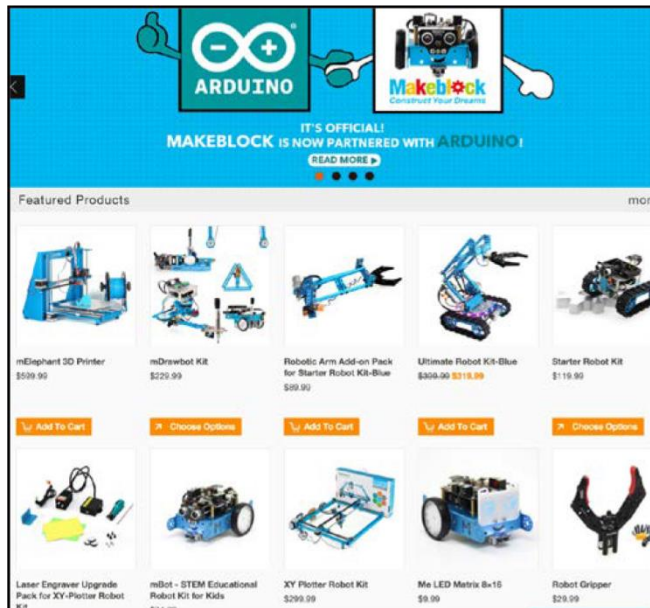 ARDUINO
Makeblock
Construct Your Dreams
IT'S OFFICIAL!
MAKEBLOCK IS NOW PARTNERED WITH ARDUINO!
READ MORE
Featured Products
mor
mElephant 3D Printer
mDrawbot Kit
Robotic Arm Add-on Pack
for Starter Robot Kit-Blue
Ultimate Robot Kit-Blue
Starter Robot Kit
$599.99
$229.99
$89.99
$319.99
$119.99
Add To Cart
Choose Options
Add To Cart
Add To Cart
Choose Options
Laser Engraver Upgrade
Pack for XY-Plotter Robot
Kit
mBot - STEM Educational
Robot Kit for Kids
XY Plotter Robot Kit
$299.99
Me LED Matrix 8×16
$9.99
Robot Gripper
$29.99